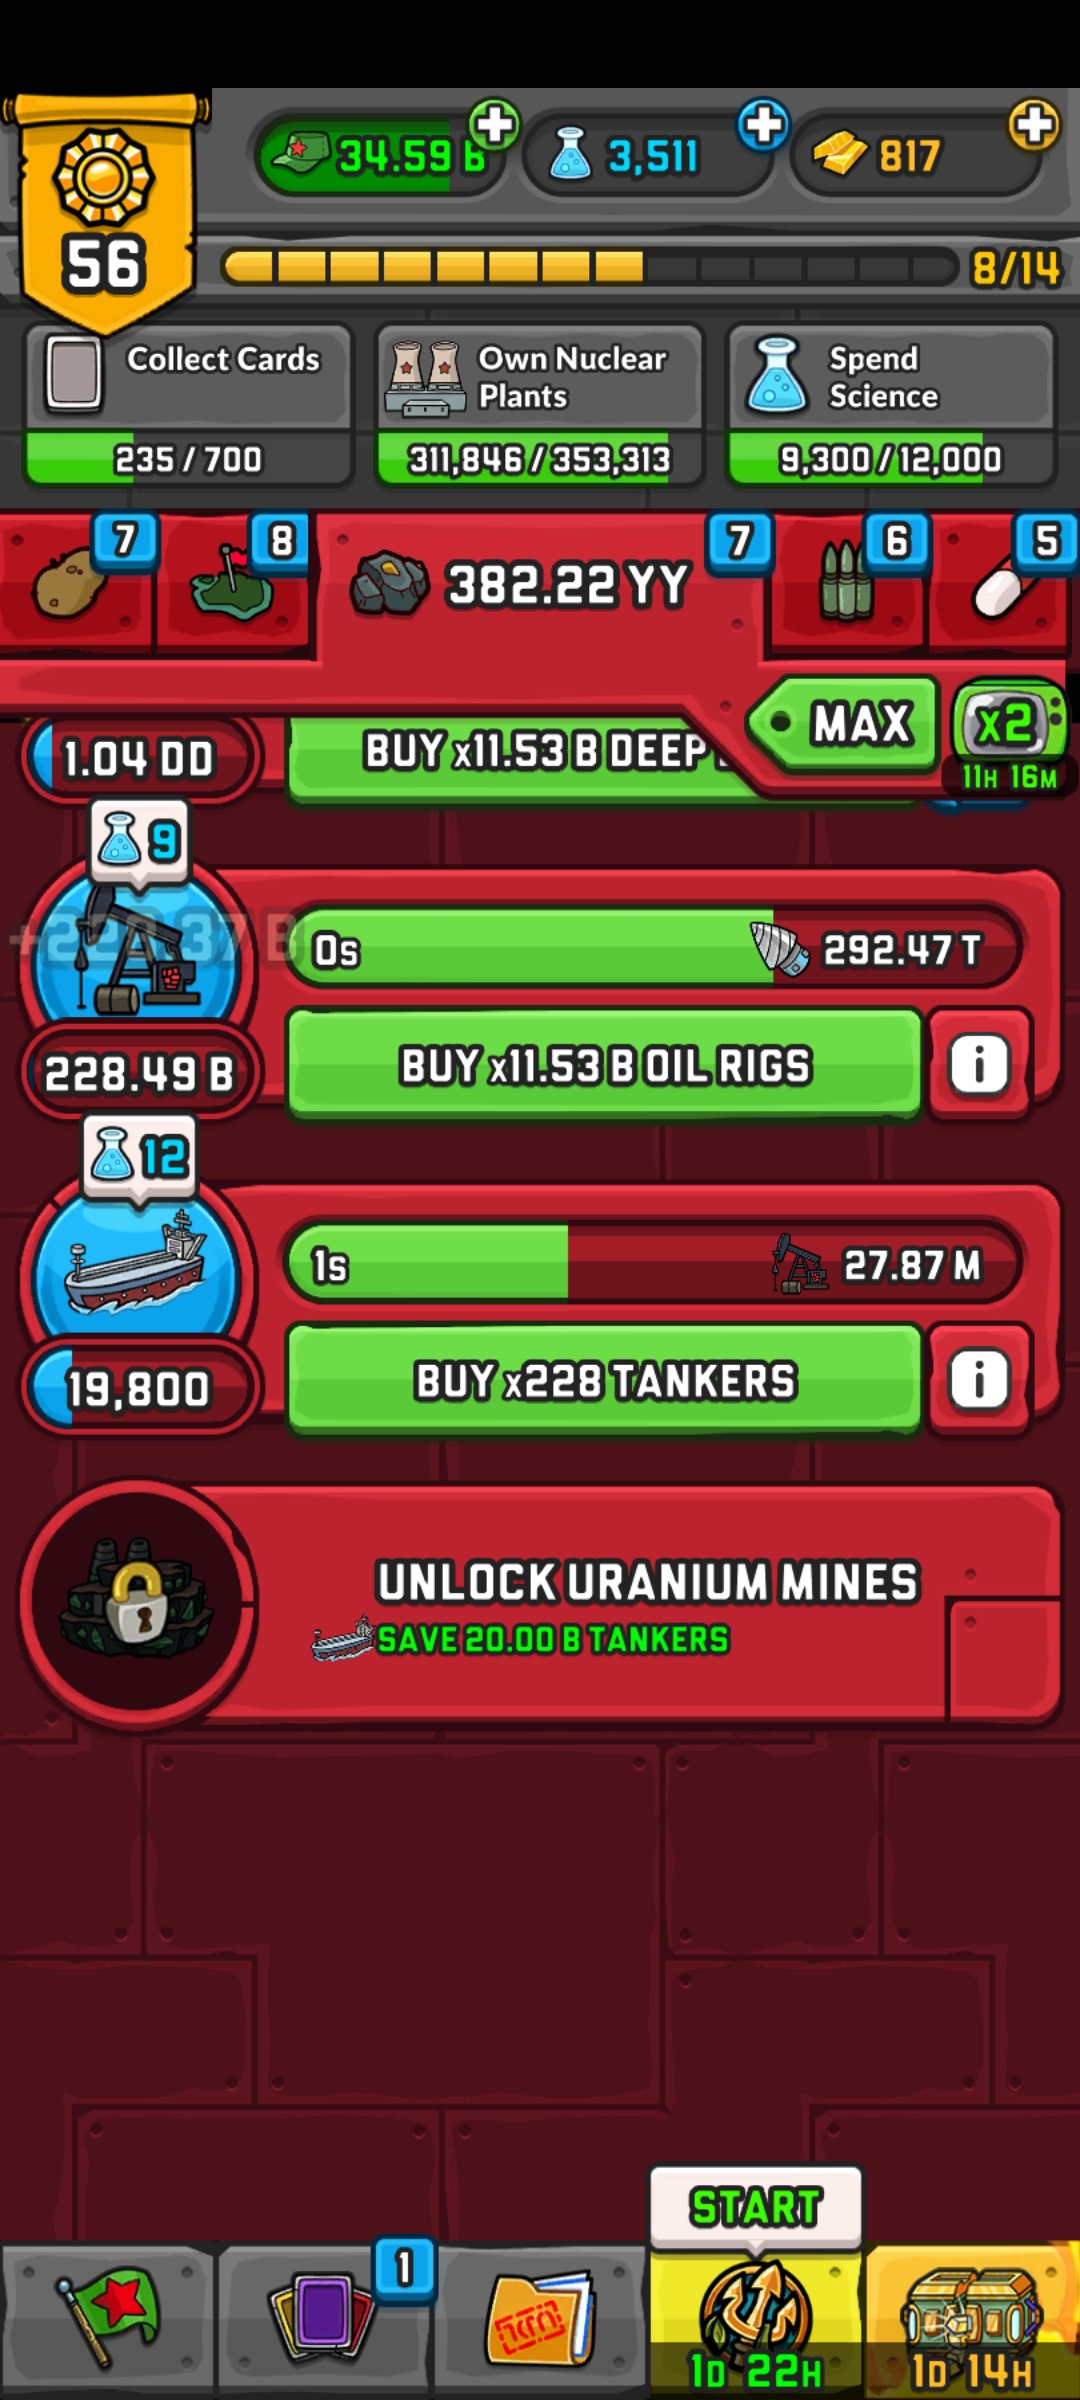 56
34.59 B
3,511
817
8/14
Collect Cards
235 / 700
Own Nuclear
Plants
311,846 / 353,313
Spend
Science
9,300 / 12,000
7
8
382.22 YY
7
6
5
MAX
x2
11H 16M
1.04 DD
BUY x11.53 B DEEP
9
0s
292.47 T
228.49 B
BUY x11.53 B OIL RIGS
i
12
1s
27.87 M
19,800
BUY x228 TANKERS
i
UNLOCK URANIUM MINES
SAVE 20.00 B TANKERS
START
1
1D 22H
1D 14H